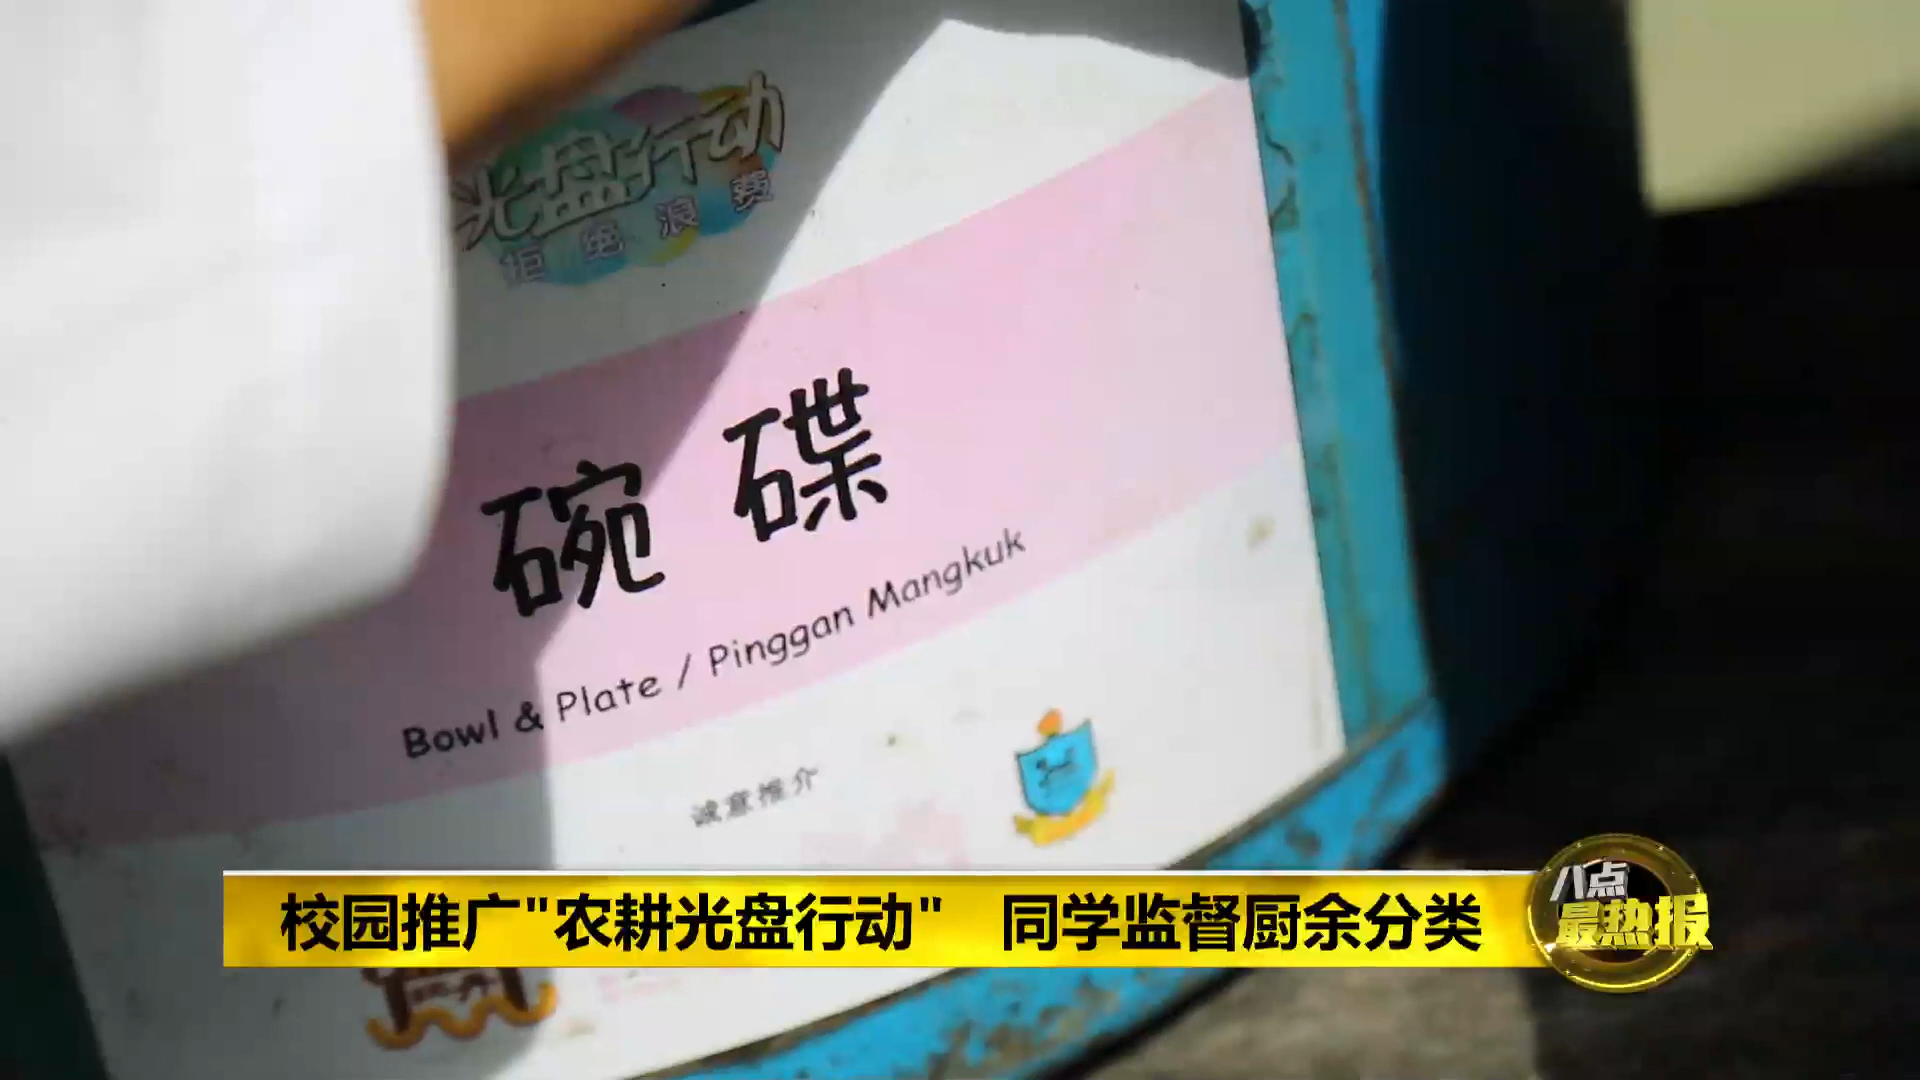 光盘行动
拒绝浪费
碗碟
Bowl & Plate / Pinggan Mangkuk
诚意推介
校园推广"农耕光盘行动" 同学监督厨余分类
八点
最热报